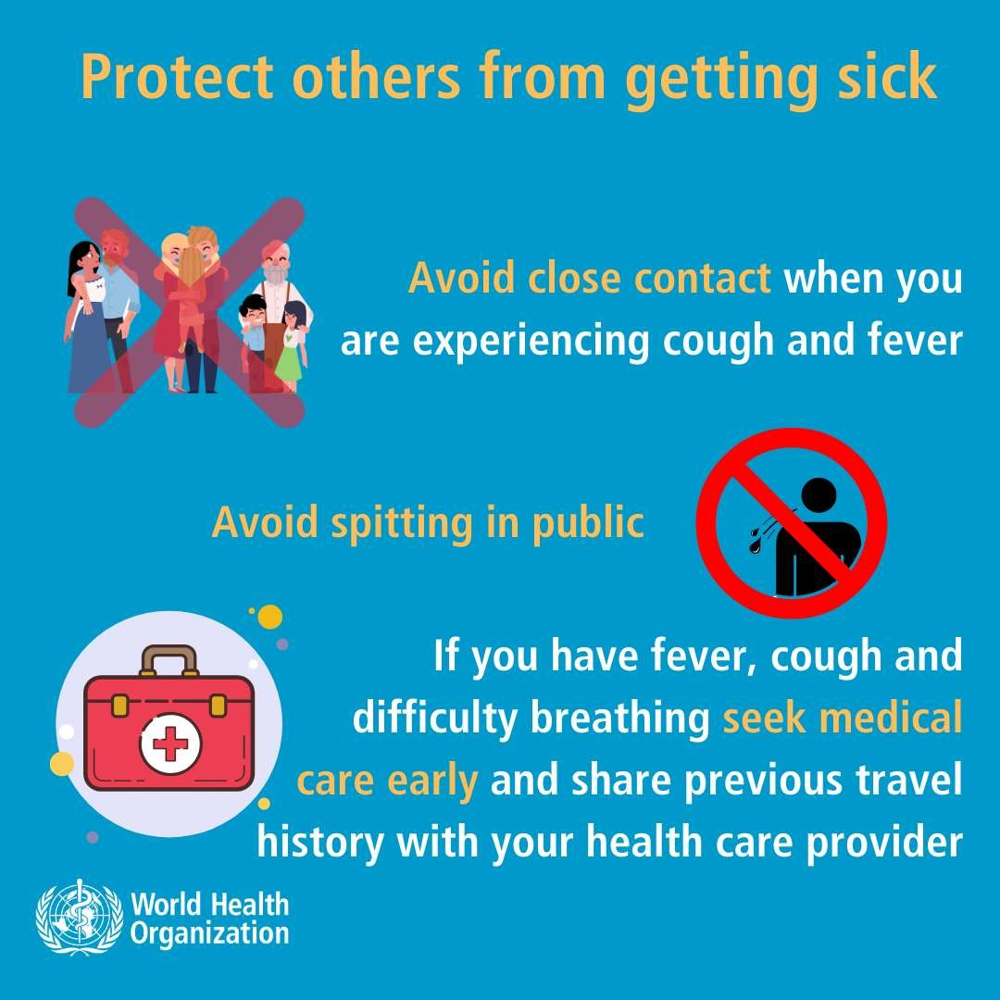 Protect others from getting sick
Avoid close contact when you
are experiencing cough and fever
Avoid spitting in public
If you have fever, cough and
difficulty breathing seek medical
care early and share previous travel
history with your health care provider
World Health
Organization